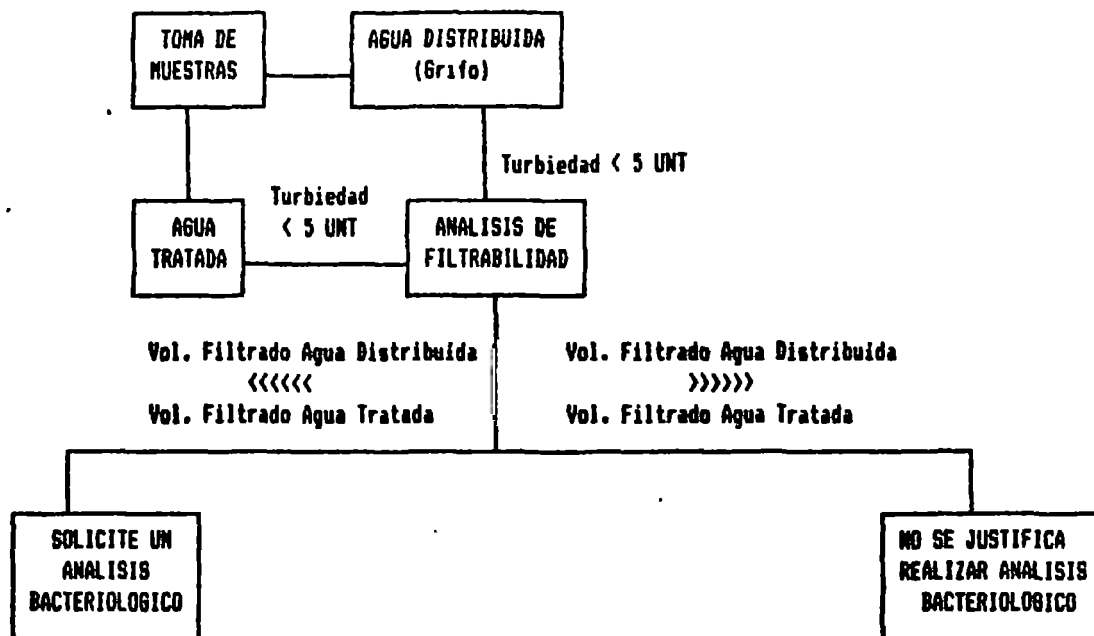 TOMA DE
MUESTRAS
AGUA DISTRIBUIDA
(Grifo)
Turbiedad < 5 UNT
Turbiedad
< 5 UNT
AGUA
TRATADA
ANALISIS DE
FILTRABILIDAD
Vol. Filtrado Agua Distribuída
<<<<<<
Vol. Filtrado Agua Tratada
Vol. Filtrado Agua Distribuída
>>>>>>
Vol. Filtrado Agua Tratada
SOLICITE UN
ANALISIS
BACTERIOLOGICO
NO SE JUSTIFICA
REALIZAR ANALISIS
BACTERIOLOGICO